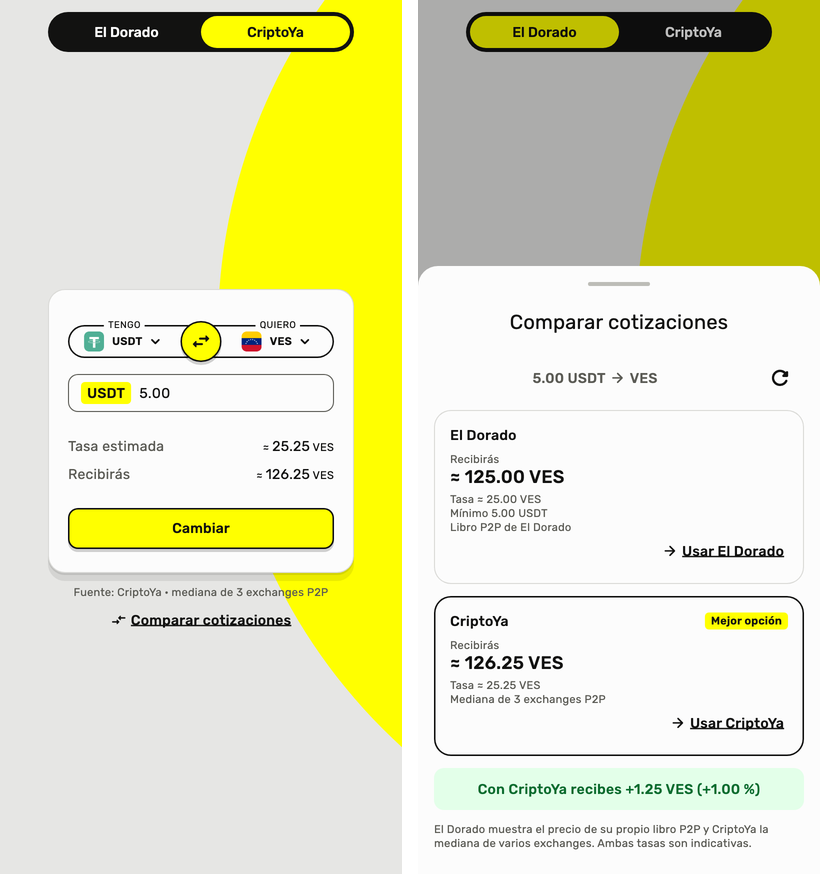 El Dorado
CriptoYa
TENGO
QUIERO
USDT
VES
USDT
5.00
Tasa estimada
≈ 25.25 VES
Recibirás
≈ 126.25 VES
Cambiar
Fuente: CriptoYa • mediana de 3 exchanges P2P
Comparar cotizaciones
El Dorado
CriptoYa
Comparar cotizaciones
5.00 USDT → VES
El Dorado
Recibirás
≈ 125.00 VES
Tasa ≈ 25.00 VES
Mínimo 5.00 USDT
Libro P2P de El Dorado
→ Usar El Dorado
CriptoYa
Mejor opción
Recibirás
≈ 126.25 VES
Tasa ≈ 25.25 VES
Mediana de 3 exchanges P2P
→ Usar CriptoYa
Con CriptoYa recibes +1.25 VES (+1.00 %)
El Dorado muestra el precio de su propio libro P2P y CriptoYa la
mediana de varios exchanges. Ambas tasas son indicativas.